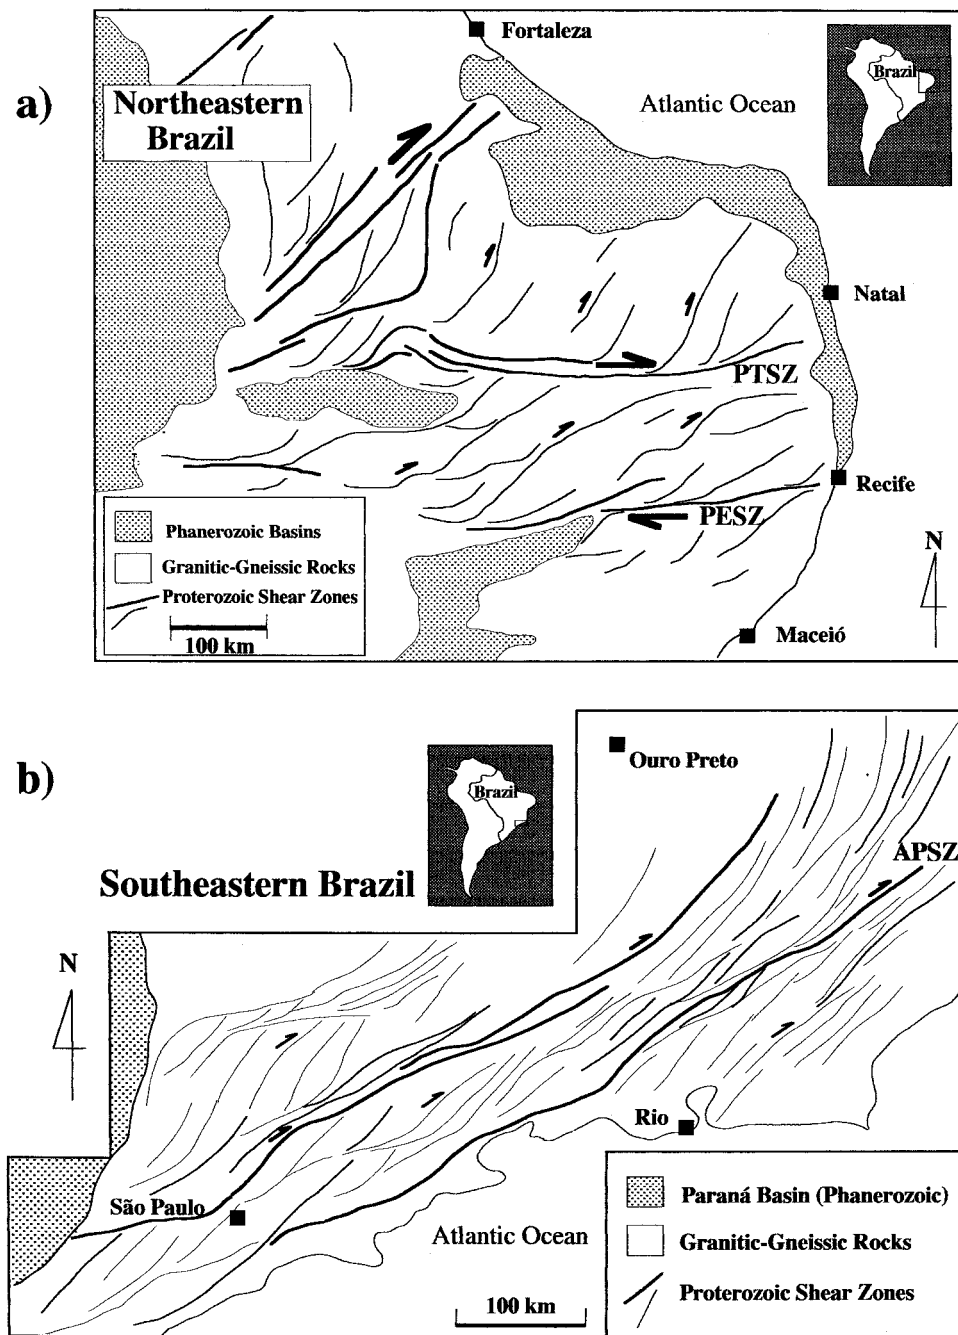 a)
Northeastern
Brazil
Fortaleza
Atlantic Ocean
Brazil
Natal
PTSZ
Recife
PESZ
Phanerozoic Basins
Granitic-Gneissic Rocks
Proterozoic Shear Zones
100 km
N
Maceió
b)
Southeastern Brazil
Brazil
Ouro Preto
APSZ
N
Rio
São Paulo
Atlantic Ocean
100 km
Paraná Basin (Phanerozoic)
Granitic-Gneissic Rocks
Proterozoic Shear Zones